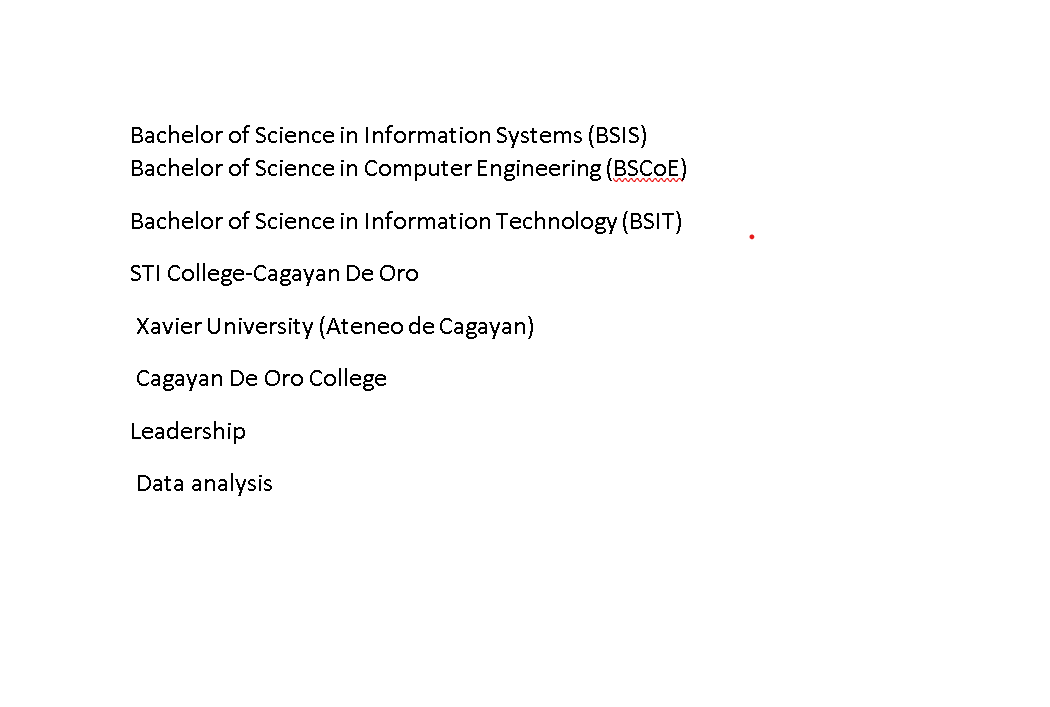 Bachelor of Science in Information Systems (BSIS)
Bachelor of Science in Computer Engineering (BSCoE)
Bachelor of Science in Information Technology (BSIT)
STI College-Cagayan De Oro
Xavier University (Ateneo de Cagayan)
Cagayan De Oro College
Leadership
Data analysis